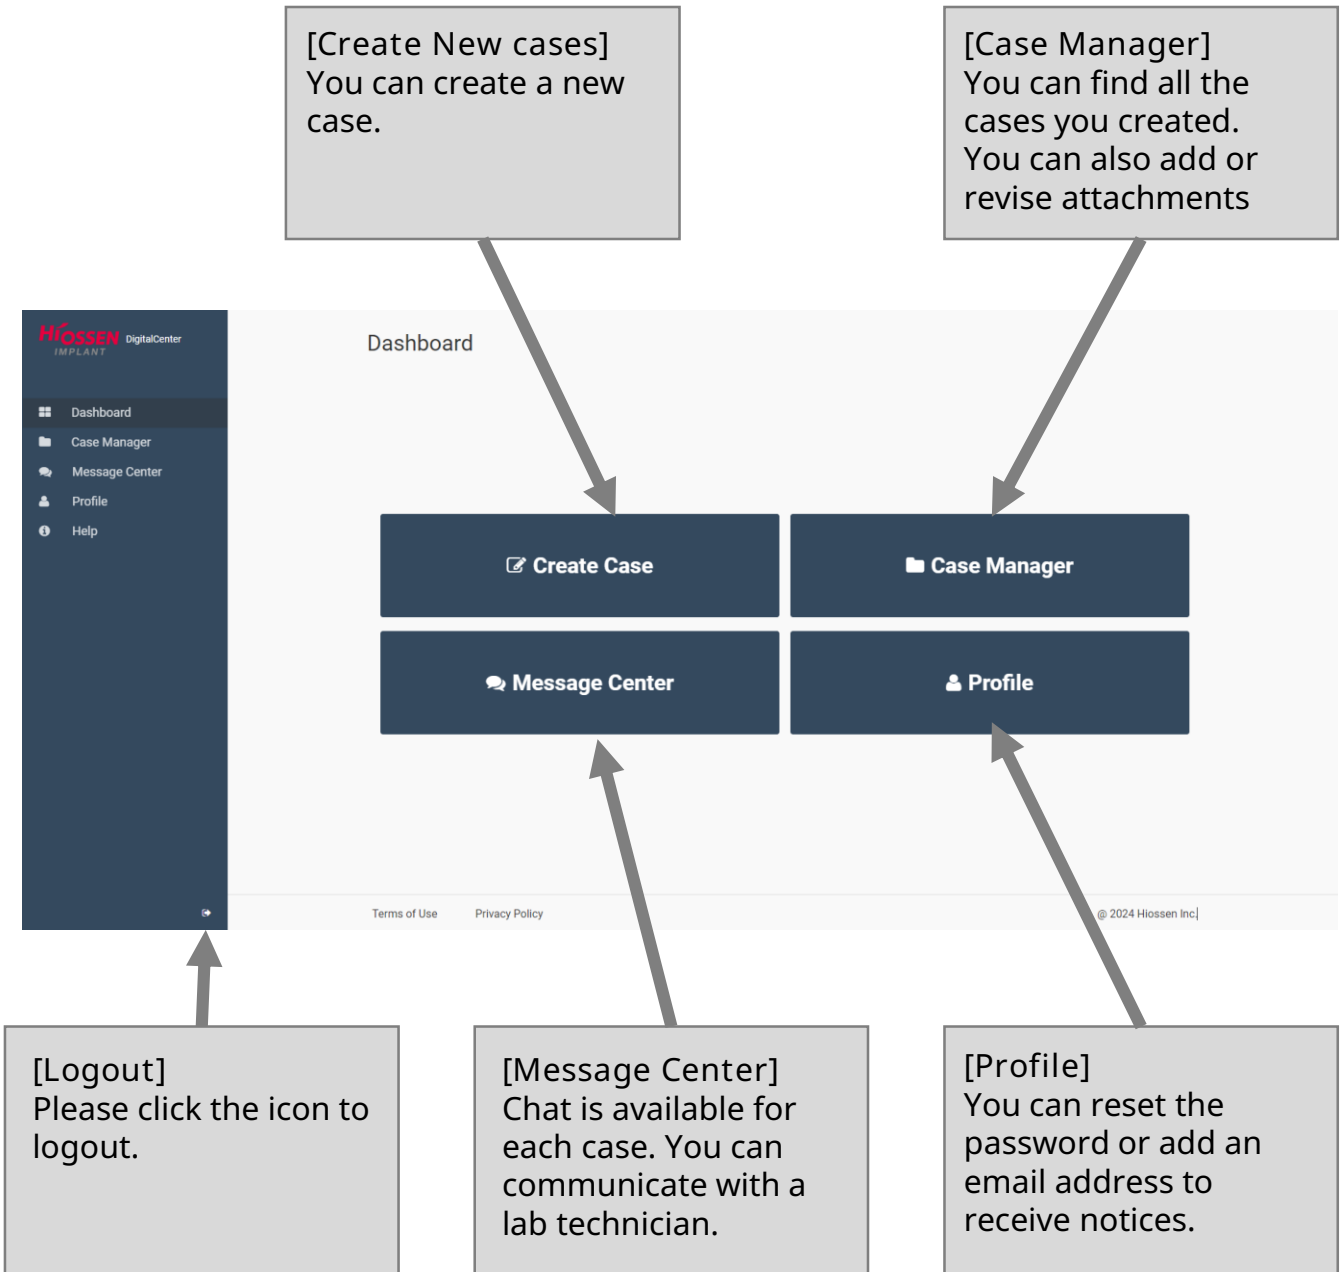 [Create New cases]
You can create a new
case.
[Case Manager]
You can find all the
cases you created.
You can also add or
revise attachments
HIOSSEN
IMPLANT
DigitalCenter
Dashboard
Case Manager
Message Center
Profile
Help
Dashboard
Create Case
Case Manager
Message Center
Profile
Terms of Use
Privacy Policy
@ 2024 Hiossen Inc.
[Logout]
Please click the icon to
logout.
[Message Center]
Chat is available for
each case. You can
communicate with a
lab technician.
[Profile]
You can reset the
password or add an
email address to
receive notices.